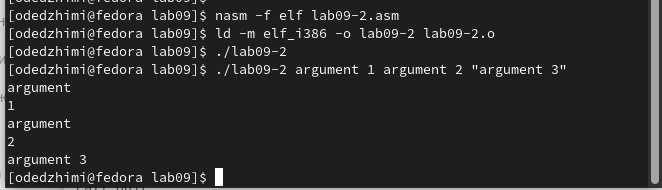 [odedzhimi@fedora lab09]$ nasm -f elf lab09-2.asm
[odedzhimi@fedora lab09]$ ld -m elf_i386 -o lab09-2 lab09-2.o
[odedzhimi@fedora lab09]$ ./lab09-2
[odedzhimi@fedora lab09]$ ./lab09-2 argument 1 argument 2 "argument 3"
argument
1
argument
2
argument 3
[odedzhimi@fedora lab09]$